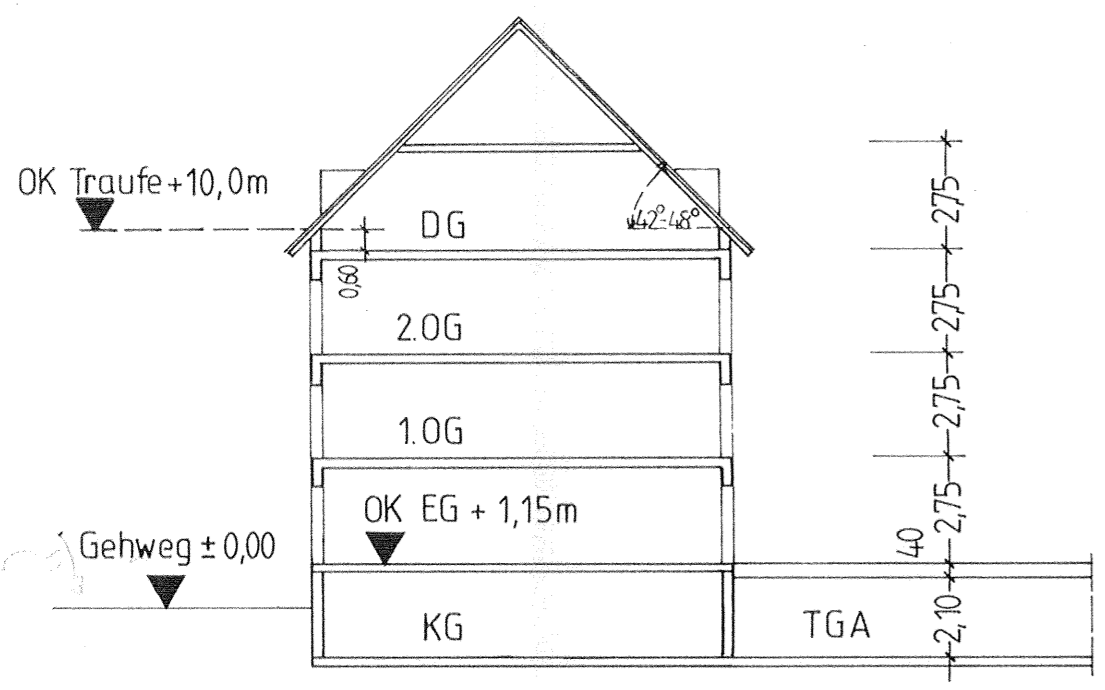 OK Traufe +10,0m
DG
42°-48°
0,60
2.OG
1.OG
OK EG + 1,15m
Gehweg ± 0,00
KG
TGA
2,75
2,75
2,75
2,75
40
2,10